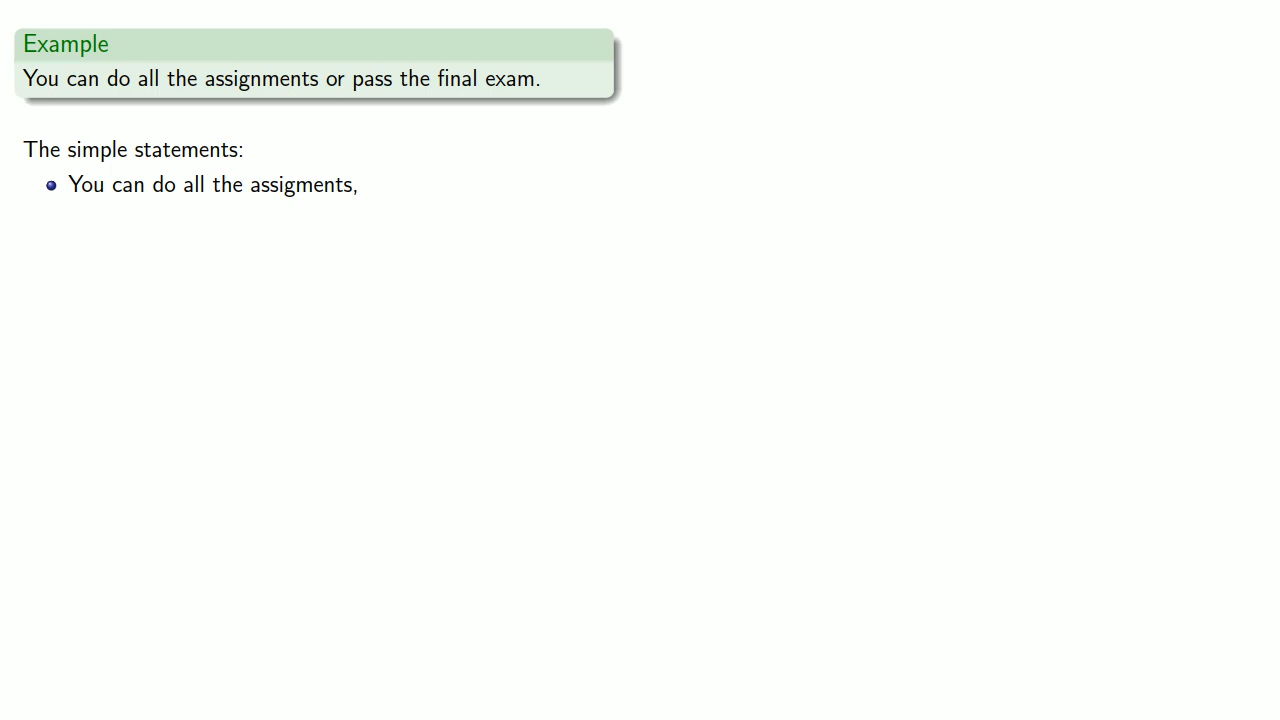 Example
You can do all the assignments or pass the final exam.
The simple statements:
You can do all the assigments,